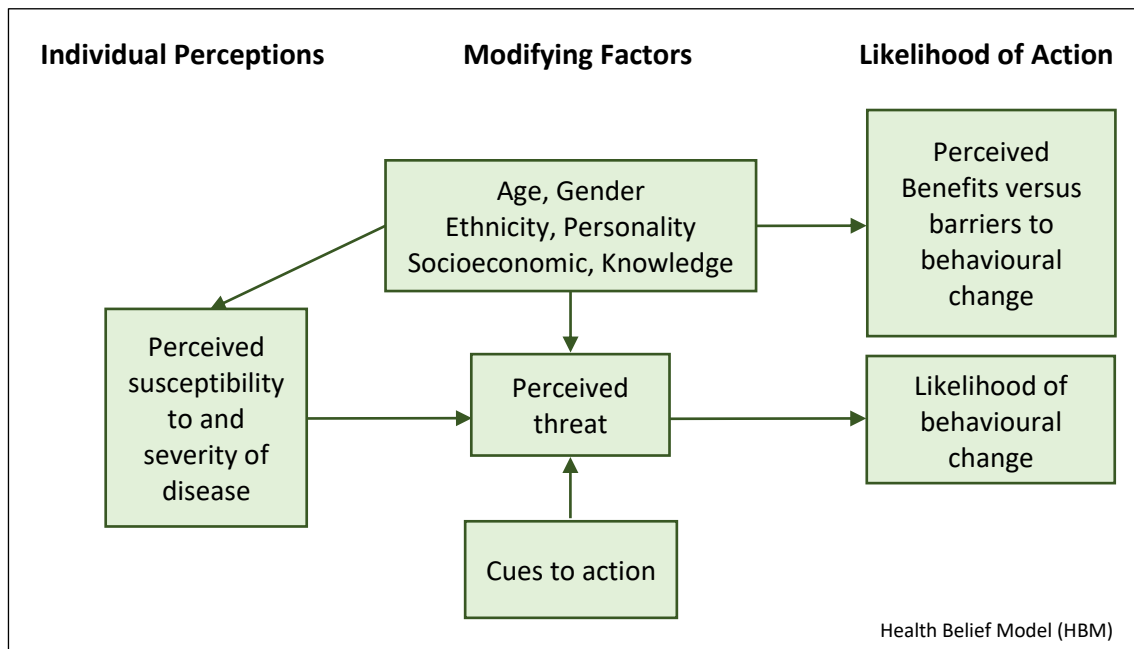 Individual Perceptions
Modifying Factors
Likelihood of Action
Age, Gender
Ethnicity, Personality
Socioeconomic, Knowledge
Perceived
Benefits versus
barriers to
behavioural
change
Perceived
susceptibility
to and
severity of
disease
Perceived
threat
Likelihood of
behavioural
change
Cues to action
Health Belief Model (HBM)